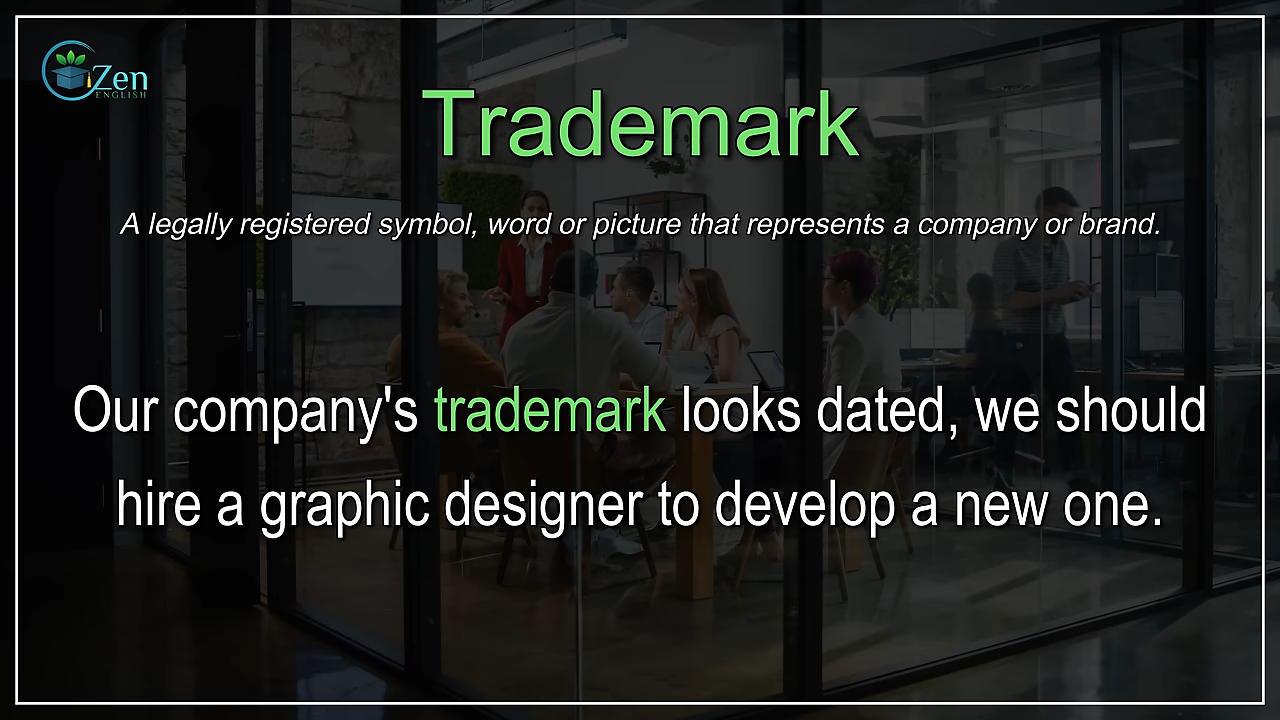 Zen
ENGLISH
Trademark
A legally registered symbol, word or picture that represents a company or brand.
Our company's trademark looks dated, we should
hire a graphic designer to develop a new one.